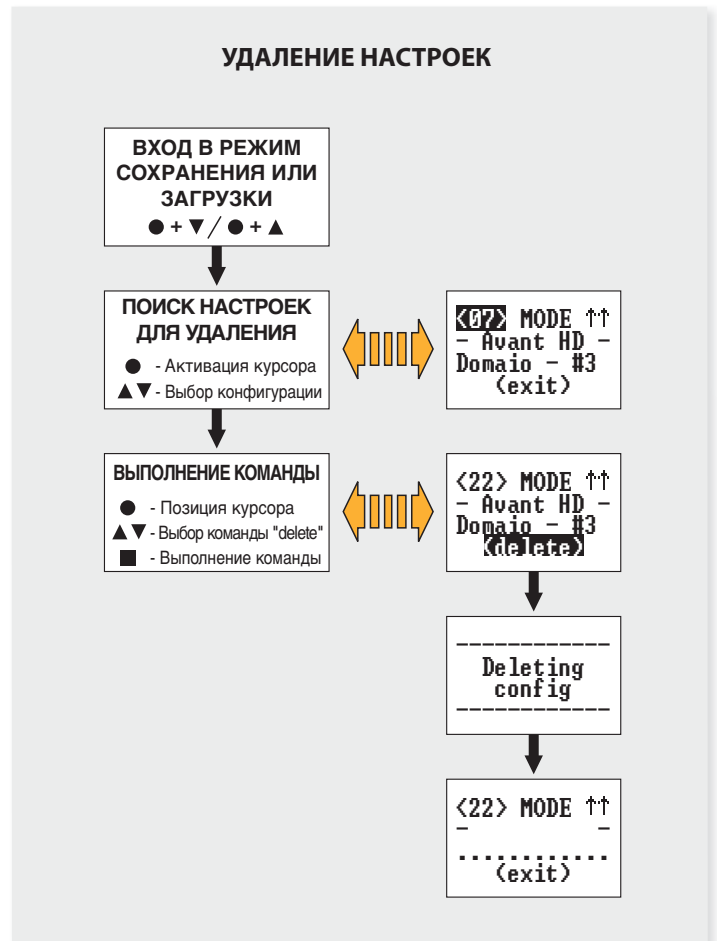 УДАЛЕНИЕ НАСТРОЕК
ВХОД В РЕЖИМ
СОХРАНЕНИЯ ИЛИ
ЗАГРУЗКИ
● + ▼ / ● + ▲
ПОИСК НАСТРОЕК
ДЛЯ УДАЛЕНИЯ
● - Активация курсора
▲▼ - Выбор конфигурации
<07> MODE ↑↑
- Avant HD -
Domaio - #3
(exit)
ВЫПОЛНЕНИЕ КОМАНДЫ
● - Позиция курсора
▲▼ - Выбор команды "delete"
■ - Выполнение команды
<22> MODE ↑↑
- Avant HD -
Domaio - #3
(delete)
------------
Deleting
config
------------
<22> MODE ↑↑
- -
............
(exit)